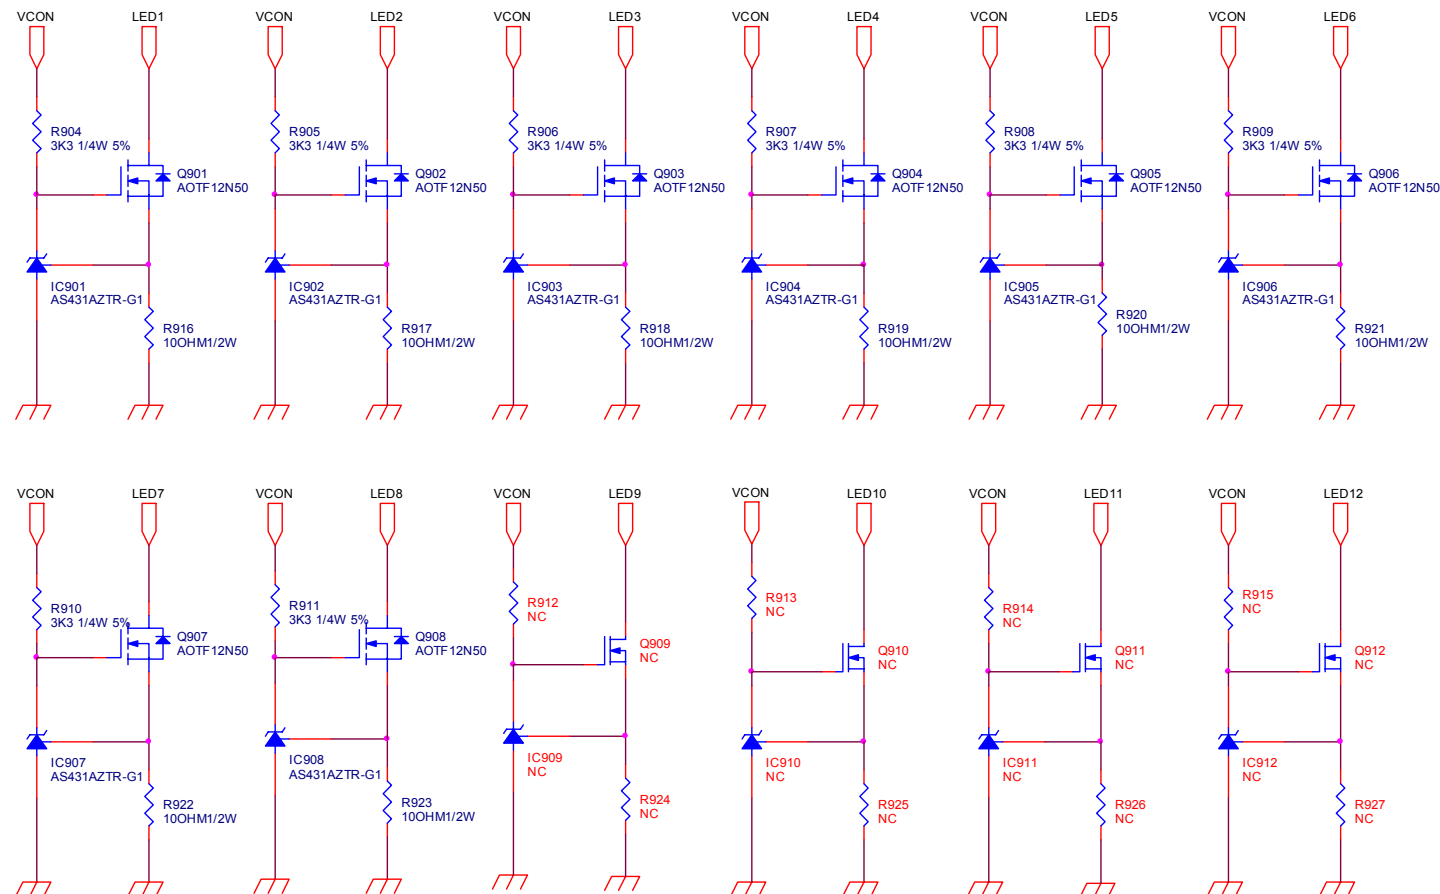 VCON LED1 VCON LED2 VCON LED3 VCON LED4 VCON LED5 VCON LED6
R904
3K3 1/4W 5%
Q901
AOTF12N50
IC901
AS431AZTR-G1
R916
10OHM1/2W
R905
3K3 1/4W 5%
Q902
AOTF12N50
IC902
AS431AZTR-G1
R917
10OHM1/2W
R906
3K3 1/4W 5%
Q903
AOTF12N50
IC903
AS431AZTR-G1
R918
10OHM1/2W
R907
3K3 1/4W 5%
Q904
AOTF12N50
IC904
AS431AZTR-G1
R919
10OHM1/2W
R908
3K3 1/4W 5%
Q905
AOTF12N50
IC905
AS431AZTR-G1
R920
10OHM1/2W
R909
3K3 1/4W 5%
Q906
AOTF12N50
IC906
AS431AZTR-G1
R921
10OHM1/2W
VCON LED7 VCON LED8 VCON LED9 VCON LED10 VCON LED11 VCON LED12
R910
3K3 1/4W 5%
Q907
AOTF12N50
IC907
AS431AZTR-G1
R922
10OHM1/2W
R911
3K3 1/4W 5%
Q908
AOTF12N50
IC908
AS431AZTR-G1
R923
10OHM1/2W
R912
NC
Q909
NC
IC909
NC
R924
NC
R913
NC
Q910
NC
IC910
NC
R925
NC
R914
NC
Q911
NC
IC911
NC
R926
NC
R915
NC
Q912
NC
IC912
NC
R927
NC